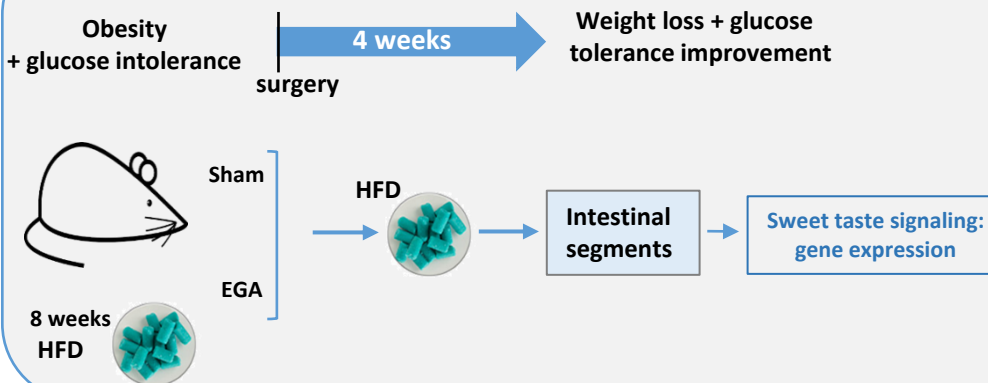 Obesity
+ glucose intolerance
surgery
4 weeks
Weight loss + glucose
tolerance improvement
Sham
EGA
8 weeks
HFD
HFD
Intestinal
segments
Sweet taste signaling:
gene expression